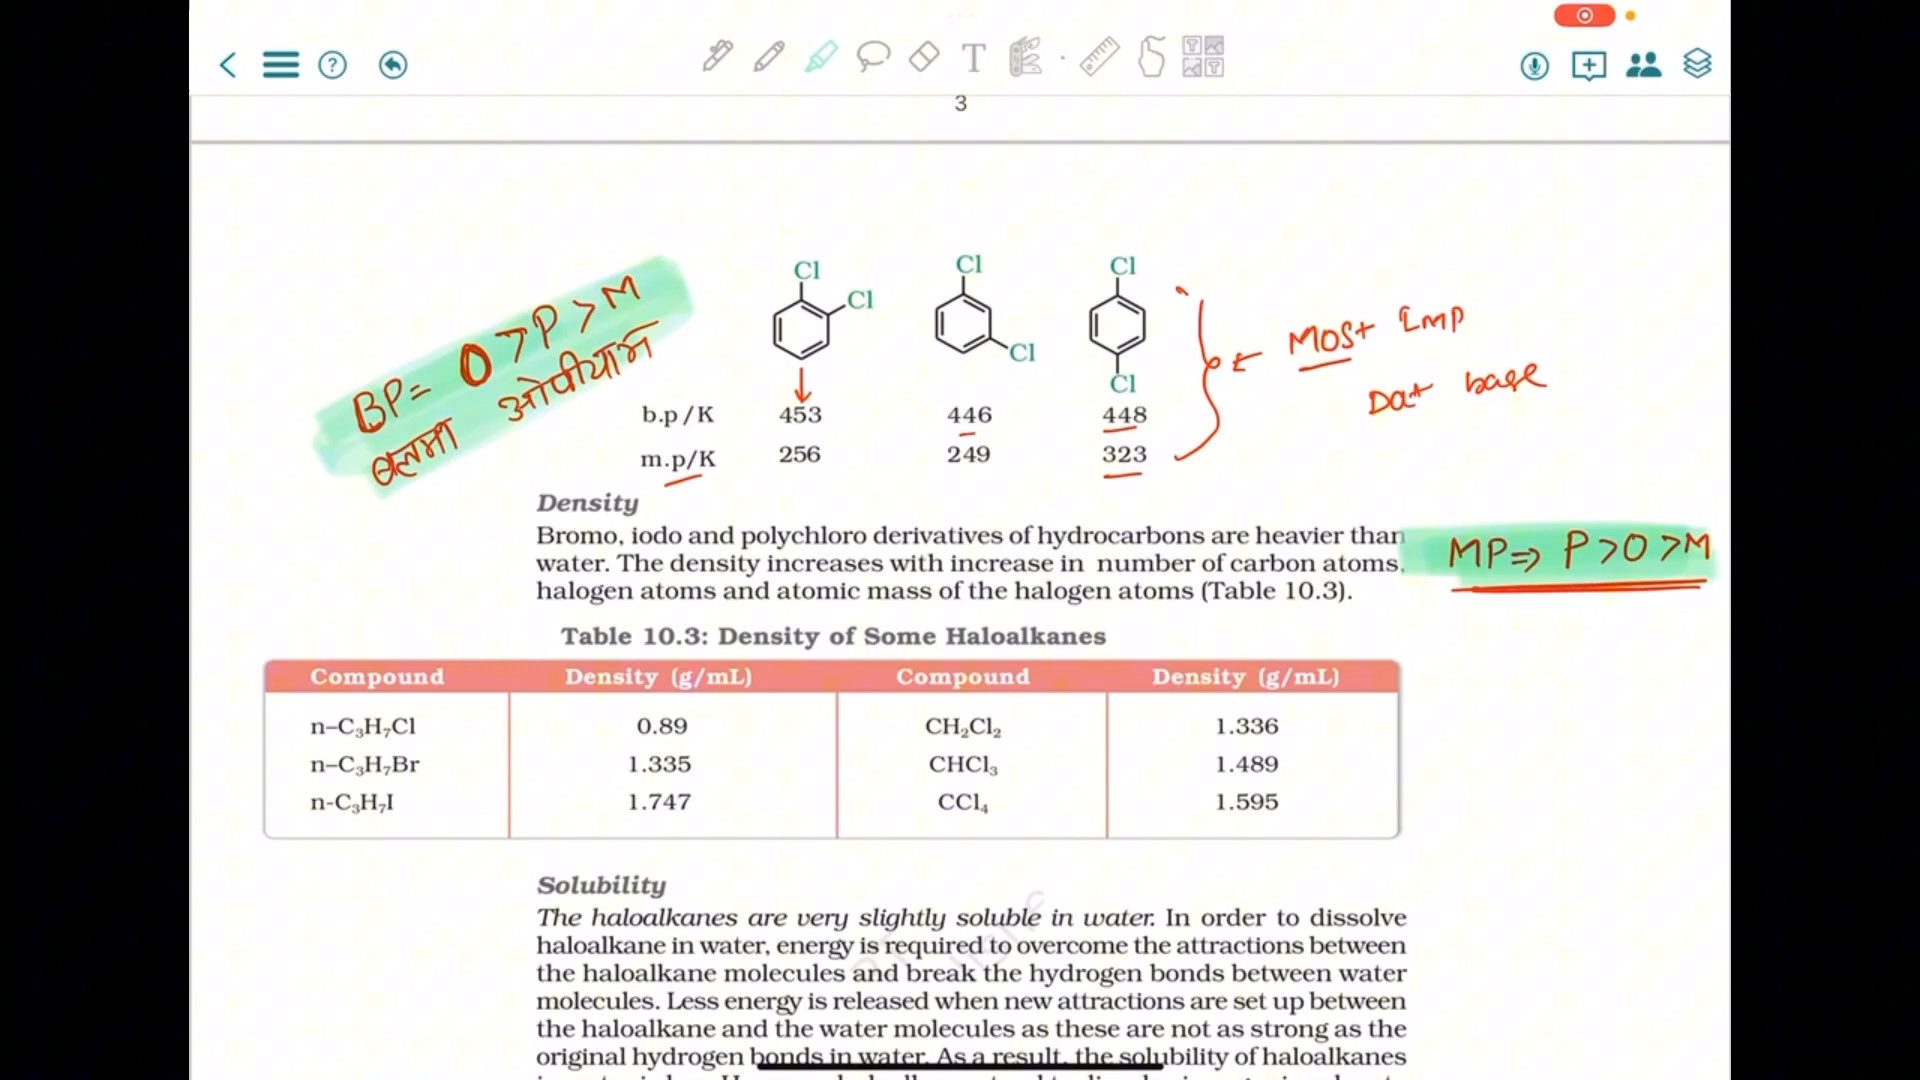 3
Cl Cl Cl
Cl
Cl
Cl
BP= O > P > M
ओपीयाम
b.p/K 453 446 448
m.p/K 256 249 323
MOSt Imp
Dat base
Density
Bromo, iodo and polychloro derivatives of hydrocarbons are heavier than
water. The density increases with increase in number of carbon atoms,
halogen atoms and atomic mass of the halogen atoms (Table 10.3).
MP⇒ P>O>M
Table 10.3: Density of Some Haloalkanes
Compound Density (g/mL) Compound Density (g/mL)
n–C₃H₇Cl 0.89 CH₂Cl₂ 1.336
n–C₃H₇Br 1.335 CHCl₃ 1.489
n-C₃H₇I 1.747 CCl₄ 1.595
Solubility
The haloalkanes are very slightly soluble in water. In order to dissolve
haloalkane in water, energy is required to overcome the attractions between
the haloalkane molecules and break the hydrogen bonds between water
molecules. Less energy is released when new attractions are set up between
the haloalkane and the water molecules as these are not as strong as the
original hydrogen bonds in water. As a result, the solubility of haloalkanes